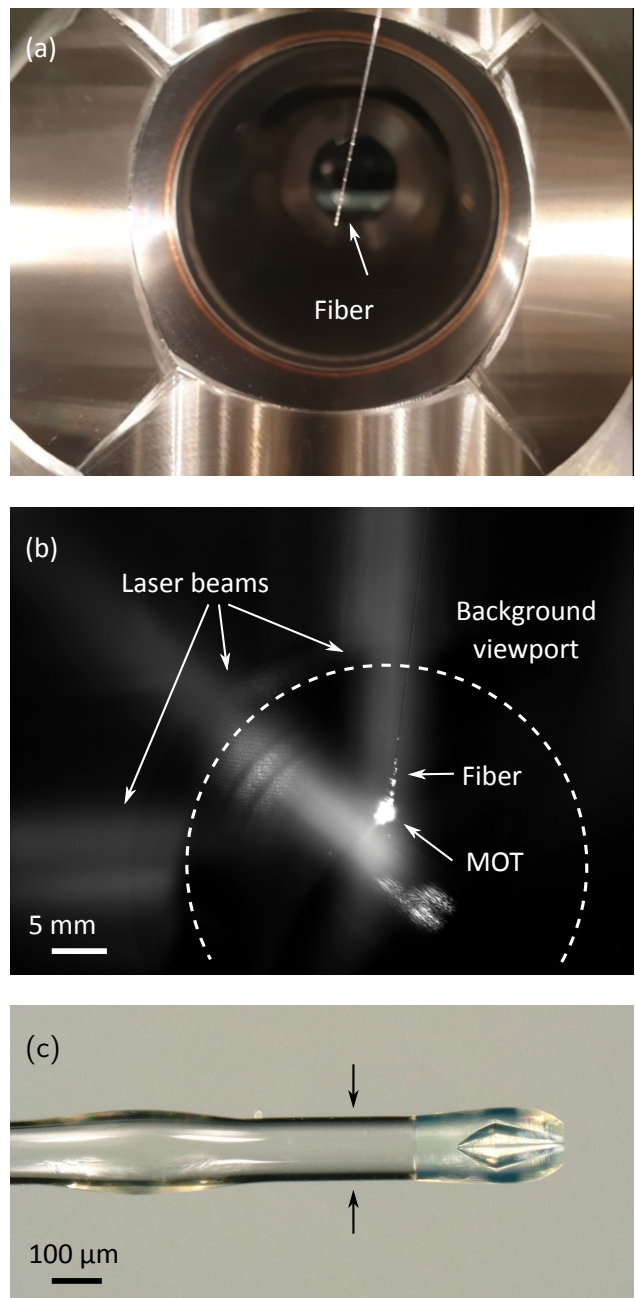 (a)
Fiber
(b)
Laser beams
Background
viewport
Fiber
MOT
5 mm
(c)
100 μm